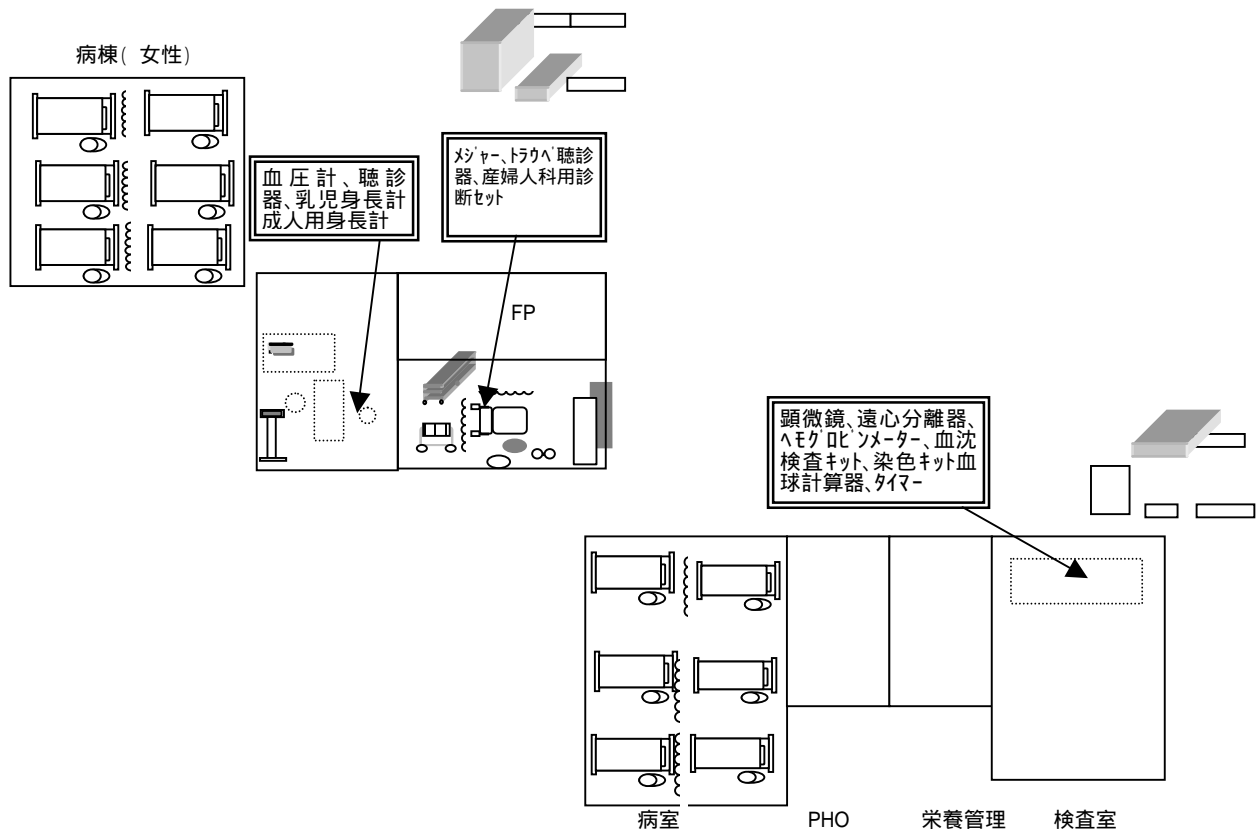 病棟( 女性)
血圧計、聴診
器、乳児身長計
成人用身長計
ﾒｼﾞｬｰ、ﾄﾗｳﾍﾞ聴診
器、産婦人科用診
断ｾｯﾄ
FP
顕微鏡、遠心分離器、
ﾍﾓｸﾞﾛﾋﾞﾝﾒｰﾀｰ、血沈
検査ｷｯﾄ、染色ｷｯﾄ血
球計算器、ﾀｲﾏｰ
病室
PHO
栄養管理
検査室